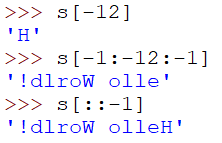 >>> s[-12]
'H'
>>> s[-1:-12:-1]
'!dlroW olle'
>>> s[::-1]
'!dlroW olleH'